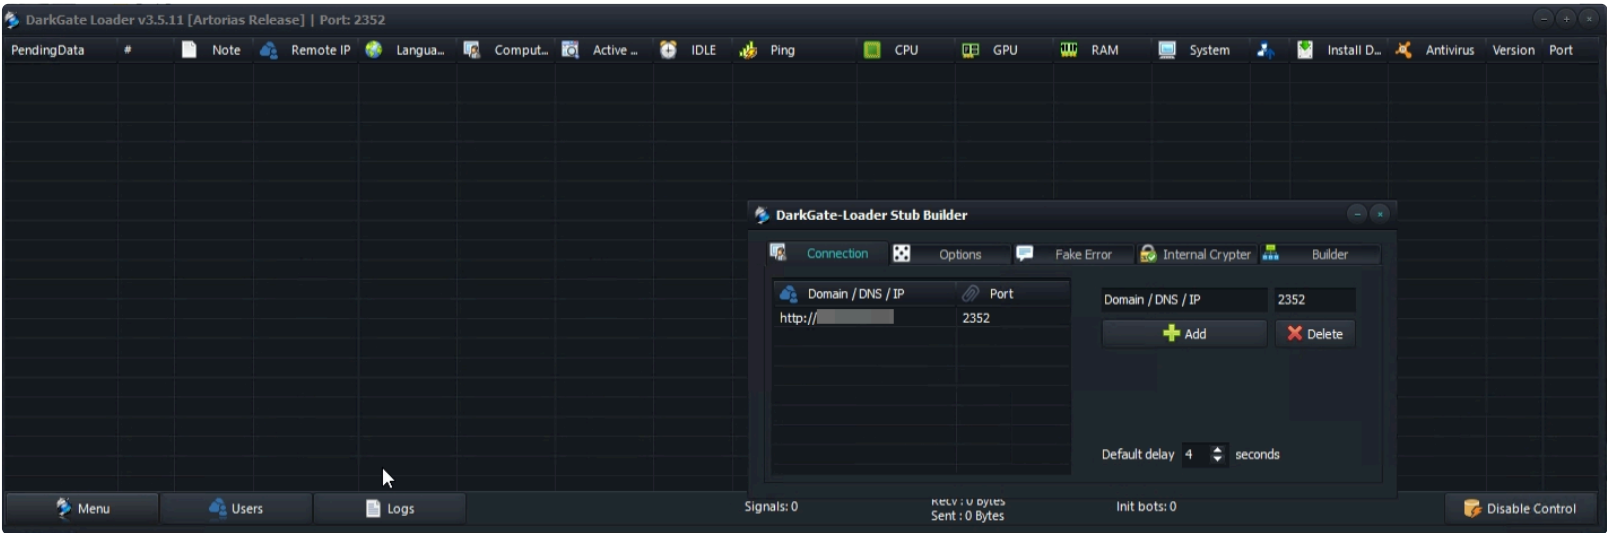 DarkGate Loader v3.5.11 [Artorias Release] | Port: 2352
PendingData # Note Remote IP Langua... Comput... Active ... IDLE Ping CPU GPU RAM System Install D... Antivirus Version Port
DarkGate-Loader Stub Builder
Connection Options Fake Error Internal Crypter Builder
Domain / DNS / IP Port
http:// 2352
Domain / DNS / IP 2352
Add Delete
Default delay 4 seconds
Menu Users Logs
Signals: 0
Recv : 0 Bytes
Sent : 0 Bytes
Init bots: 0
Disable Control